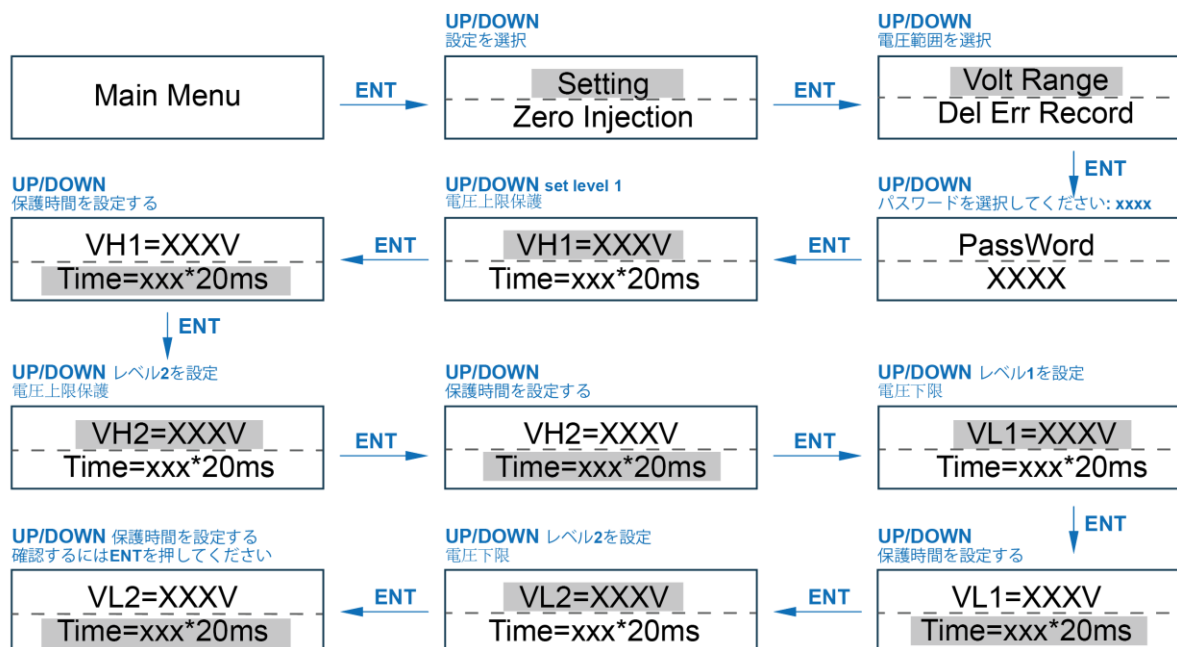 UP/DOWN
設定を選択
UP/DOWN
電圧範囲を選択
Main Menu
ENT
Setting
Zero Injection
ENT
Volt Range
Del Err Record
ENT
UP/DOWN
保護時間を設定する
UP/DOWN set level 1
電圧上限保護
UP/DOWN
パスワードを選択してください: xxxx
VH1=XXXV
Time=xxx*20ms
ENT
VH1=XXXV
Time=xxx*20ms
ENT
PassWord
XXXX
ENT
UP/DOWN レベル2を設定
電圧上限保護
UP/DOWN
保護時間を設定する
UP/DOWN レベル1を設定
電圧下限
VH2=XXXV
Time=xxx*20ms
ENT
VH2=XXXV
Time=xxx*20ms
ENT
VL1=XXXV
Time=xxx*20ms
ENT
UP/DOWN 保護時間を設定する
確認するにはENTを押してください
UP/DOWN レベル2を設定
電圧下限
UP/DOWN
保護時間を設定する
VL2=XXXV
Time=xxx*20ms
ENT
VL2=XXXV
Time=xxx*20ms
ENT
VL1=XXXV
Time=xxx*20ms